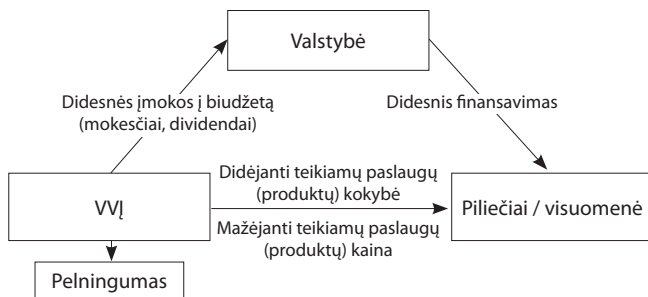 Valstybė
Didesnės įmokos į biudžetą
(mokesčiai, dividendai)
Didesnis finansavimas
Didėjanti teikiamų paslaugų
(produktų) kokybė
VVĮ
Piliečiai / visuomenė
Mažėjanti teikiamų paslaugų
(produktų) kaina
Pelningumas